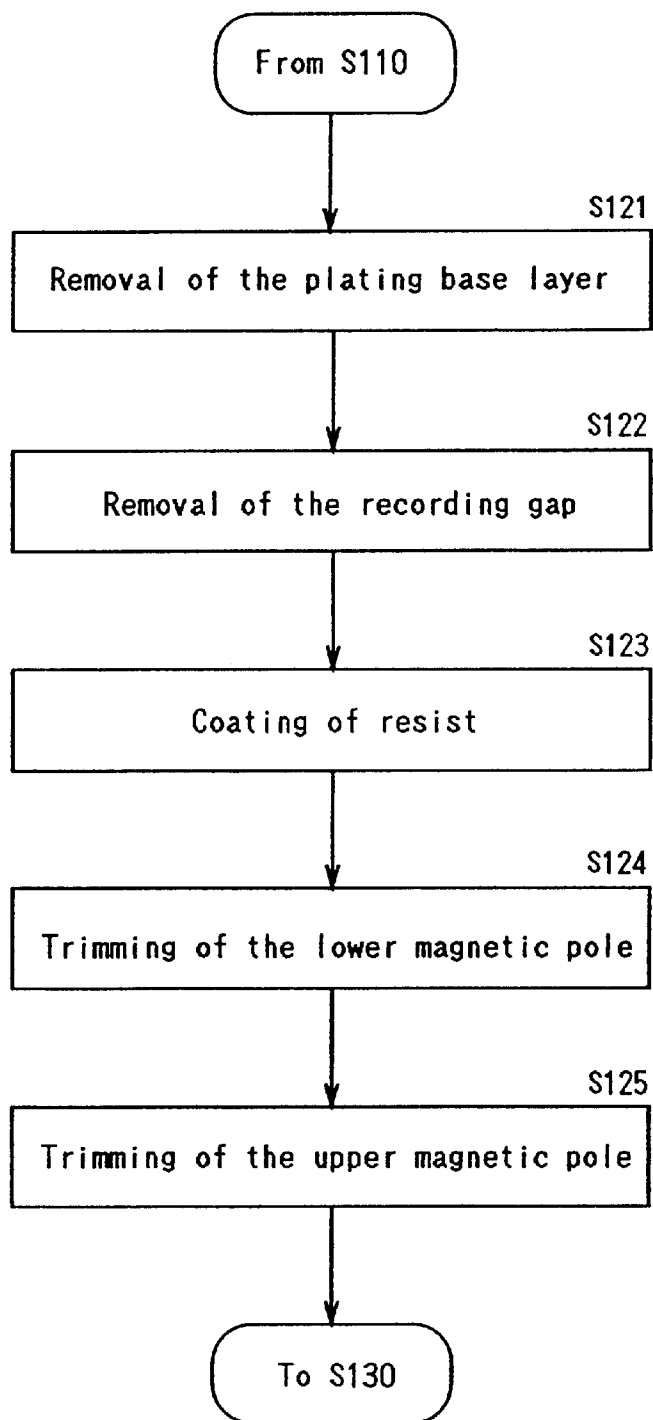 From S110
S121
Removal of the plating base layer
S122
Removal of the recording gap
S123
Coating of resist
S124
Trimming of the lower magnetic pole
S125
Trimming of the upper magnetic pole
To S130